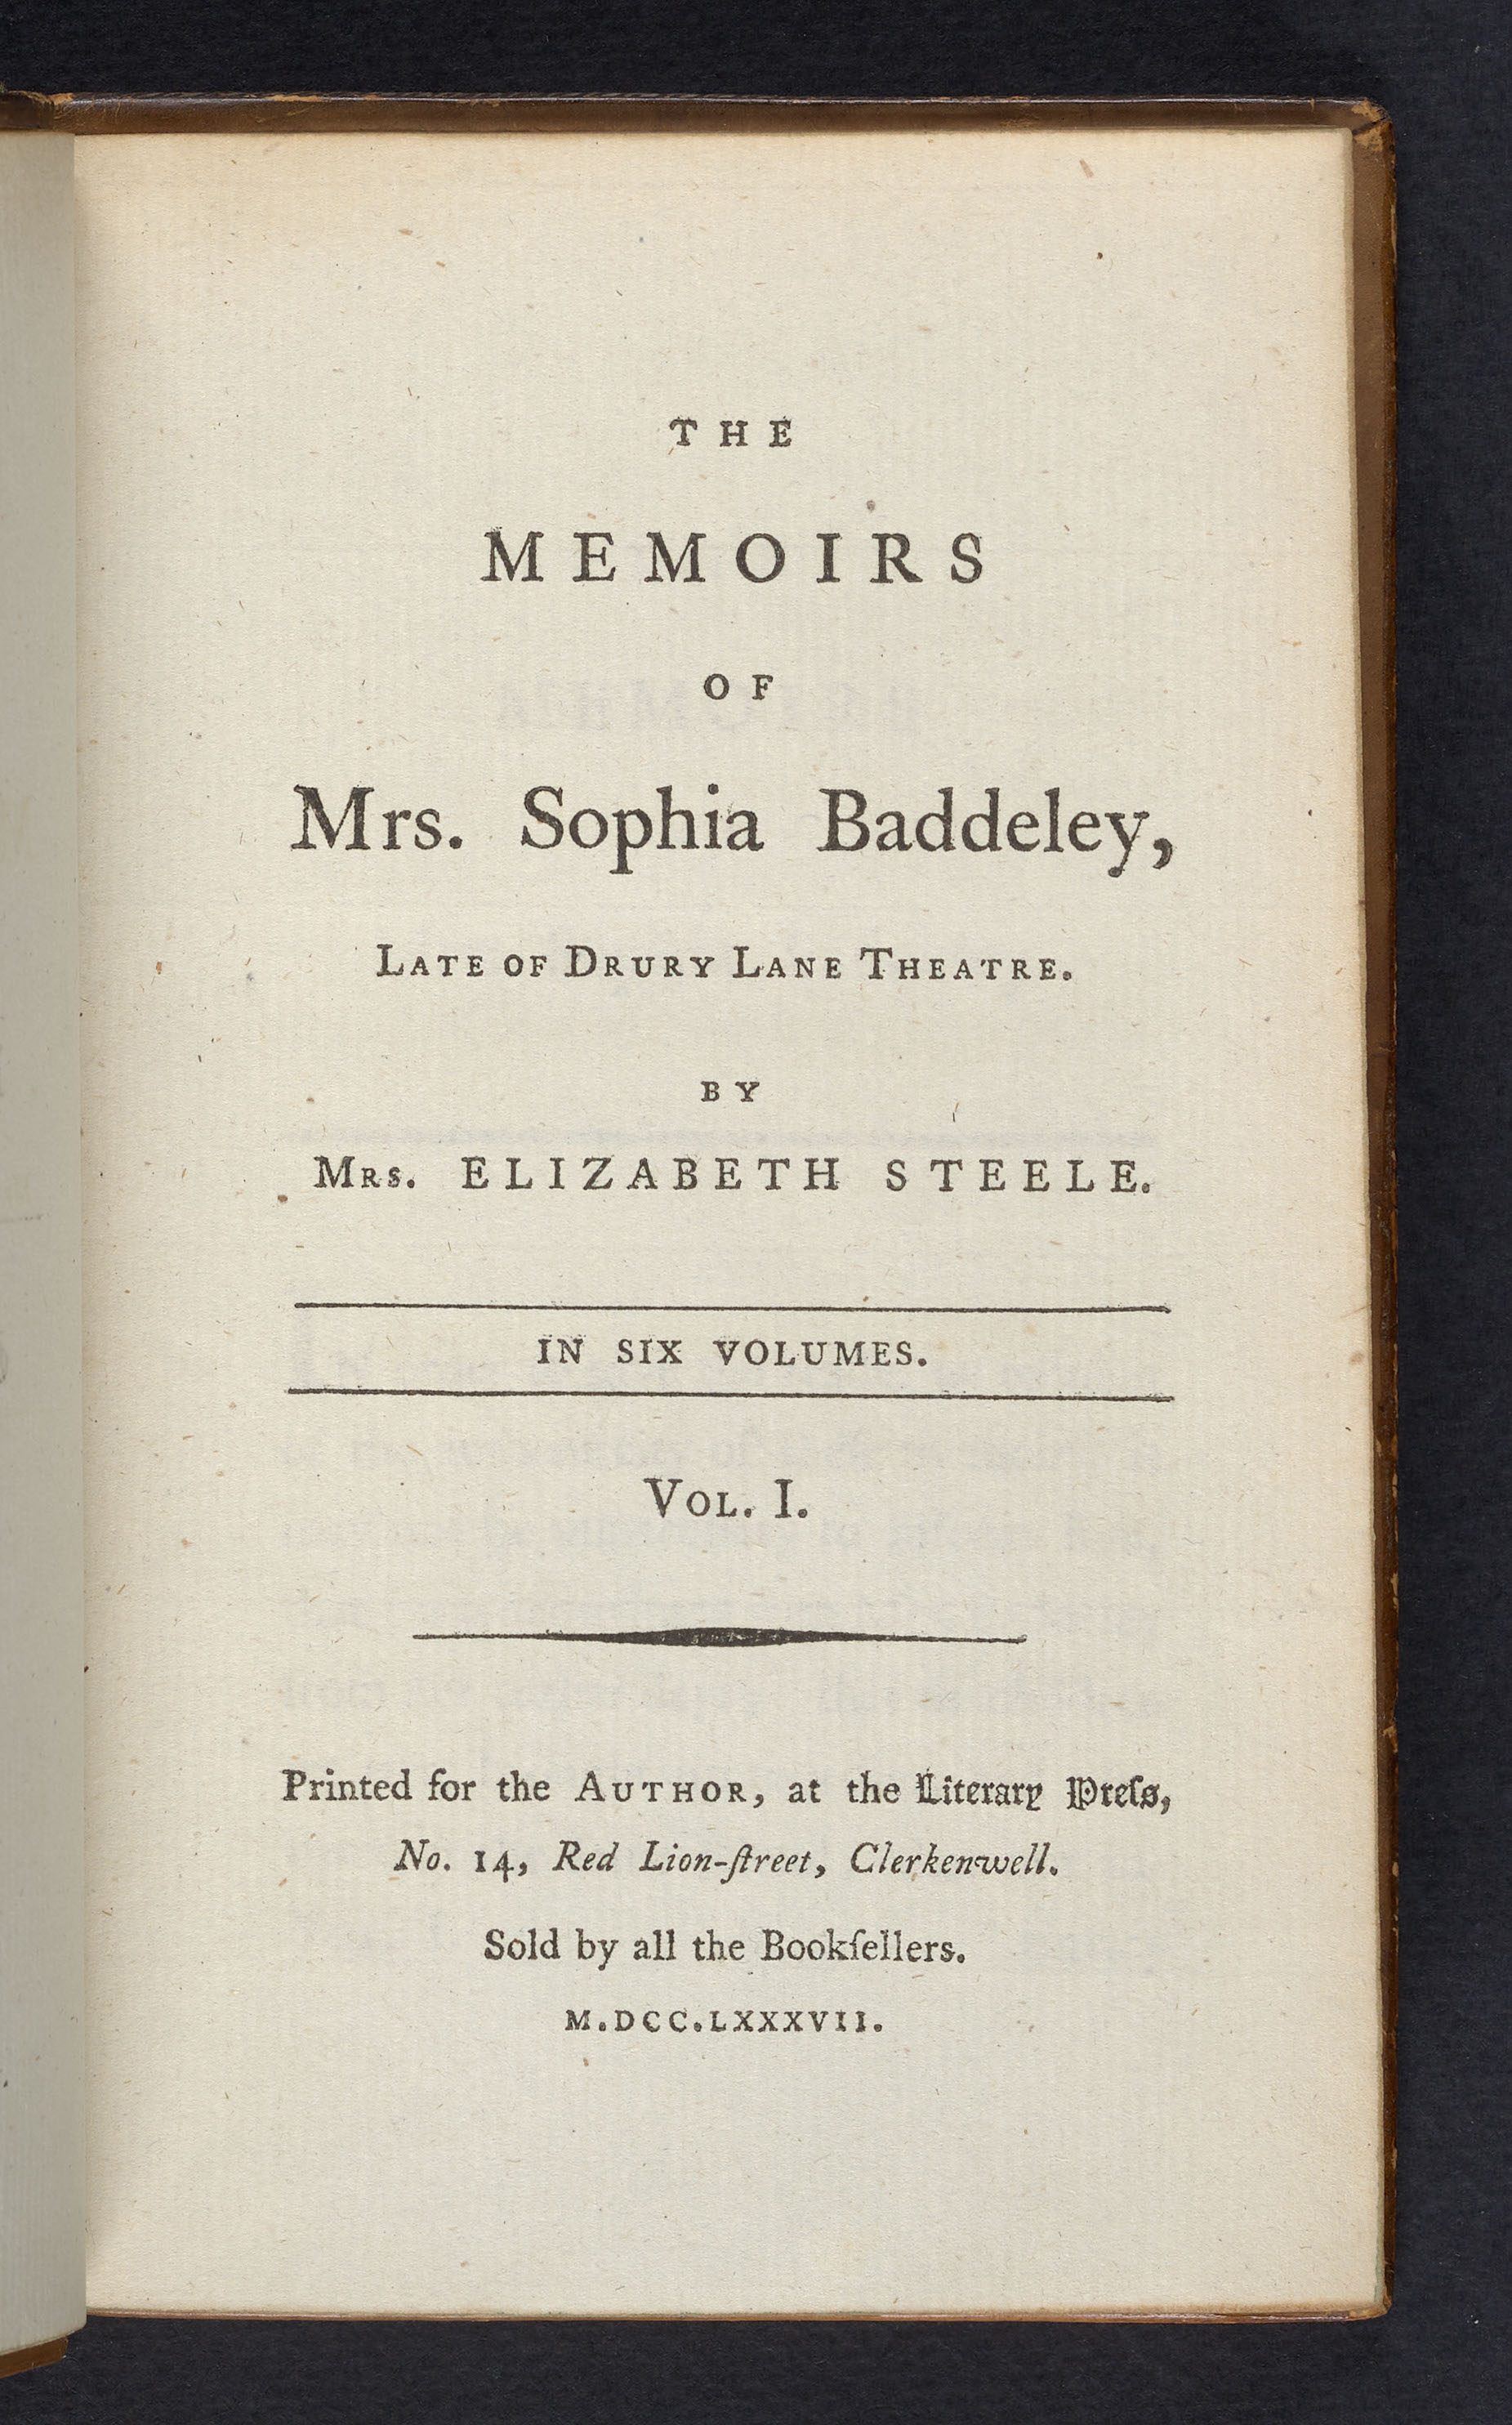 THE
MEMOIRS
OF
Mrs. Sophia Baddeley,
LATE OF DRURY LANE THEATRE.
BY
MRS. ELIZABETH STEELE.
IN SIX VOLUMES.
VOL. I.
Printed for the AUTHOR, at the Literary Preſs,
No. 14, Red Lion-ſtreet, Clerkenwell.
Sold by all the Bookſellers.
M.DCC.LXXXVII.